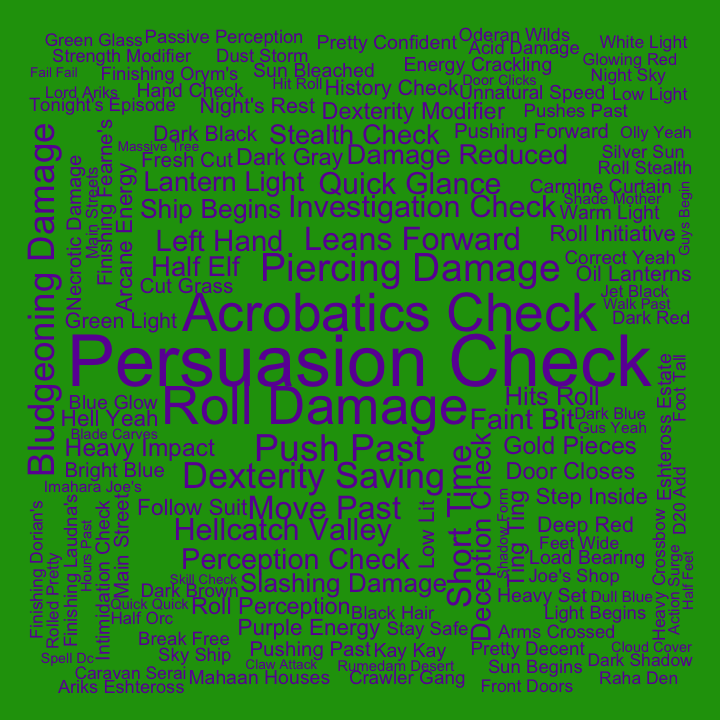 Green Glass
Passive Perception
Pretty Confident
Oderan Wilds
White Light
Strength Modifier
Dust Storm
Acid Damage
Glowing Red
Fail Fail
Finishing Orym's
Sun Bleached
Energy Crackling
Night Sky
Lord Ariks
Hand Check
Hit Roll
History Check
Door Clicks
Unnatural Speed
Low Light
Tonight's Episode
Night's Rest
Dexterity Modifier
Pushes Past
Dark Black
Stealth Check
Pushing Forward
Olly Yeah
Massive Tree
Fresh Cut
Dark Gray
Damage Reduced
Silver Sun
Roll Stealth
Lantern Light
Quick Glance
Carmine Curtain
Shade Mother
Ship Begins
Investigation Check
Warm Light
Guys Begin
Left Hand
Leans Forward
Roll Initiative
Half Elf
Piercing Damage
Correct Yeah
Oil Lanterns
Cut Grass
Jet Black
Walk Past
Green Light
Acrobatics Check
Dark Red
Bludgeoning Damage
Necrotic Damage
Main Streets
Finishing Fearne's
Arcane Energy
Persuasion Check
Blue Glow
Roll Damage
Hits Roll
Hell Yeah
Faint Bit
Dark Blue
Gus Yeah
Blade Carves
Heavy Impact
Push Past
Gold Pieces
Bright Blue
Dexterity Saving
Door Closes
Imahara Joe's
Follow Suit
Move Past
Step Inside
Hellcatch Valley
Deep Red
Feet Wide
Perception Check
Load Bearing
Skill Check
Slashing Damage
Joe's Shop
Dark Brown
Heavy Set
Dull Blue
Quick Quick
Roll Perception
Black Hair
Light Begins
Half Orc
Purple Energy
Stay Safe
Arms Crossed
Break Free
Pushing Past
Kay Kay
Pretty Decent
Cloud Cover
Spell Dc
Sky Ship
Claw Attack
Rumedam Desert
Sun Begins
Dark Shadow
Caravan Serai
Mahaan Houses
Crawler Gang
Raha Den
Ariks Eshteross
Front Doors
Finishing Dorian's
Rolled Pretty
Finishing Laudna's
Hours Past
Intimidation Check
Main Street
Low Lit
Short Time
Deception Check
Shadow Form
Ting Ting
Heavy Crossbow
Eshteross Estate
Action Surge
D20 Add
Foot Tall
Half Feet